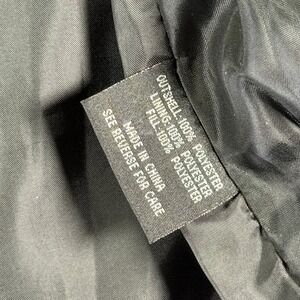 OUTSHELL:100% POLYESTER
LINING:100% POLYESTER
FILL:100% POLYESTER
MADE IN CHINA
SEE REVERSE FOR CARE